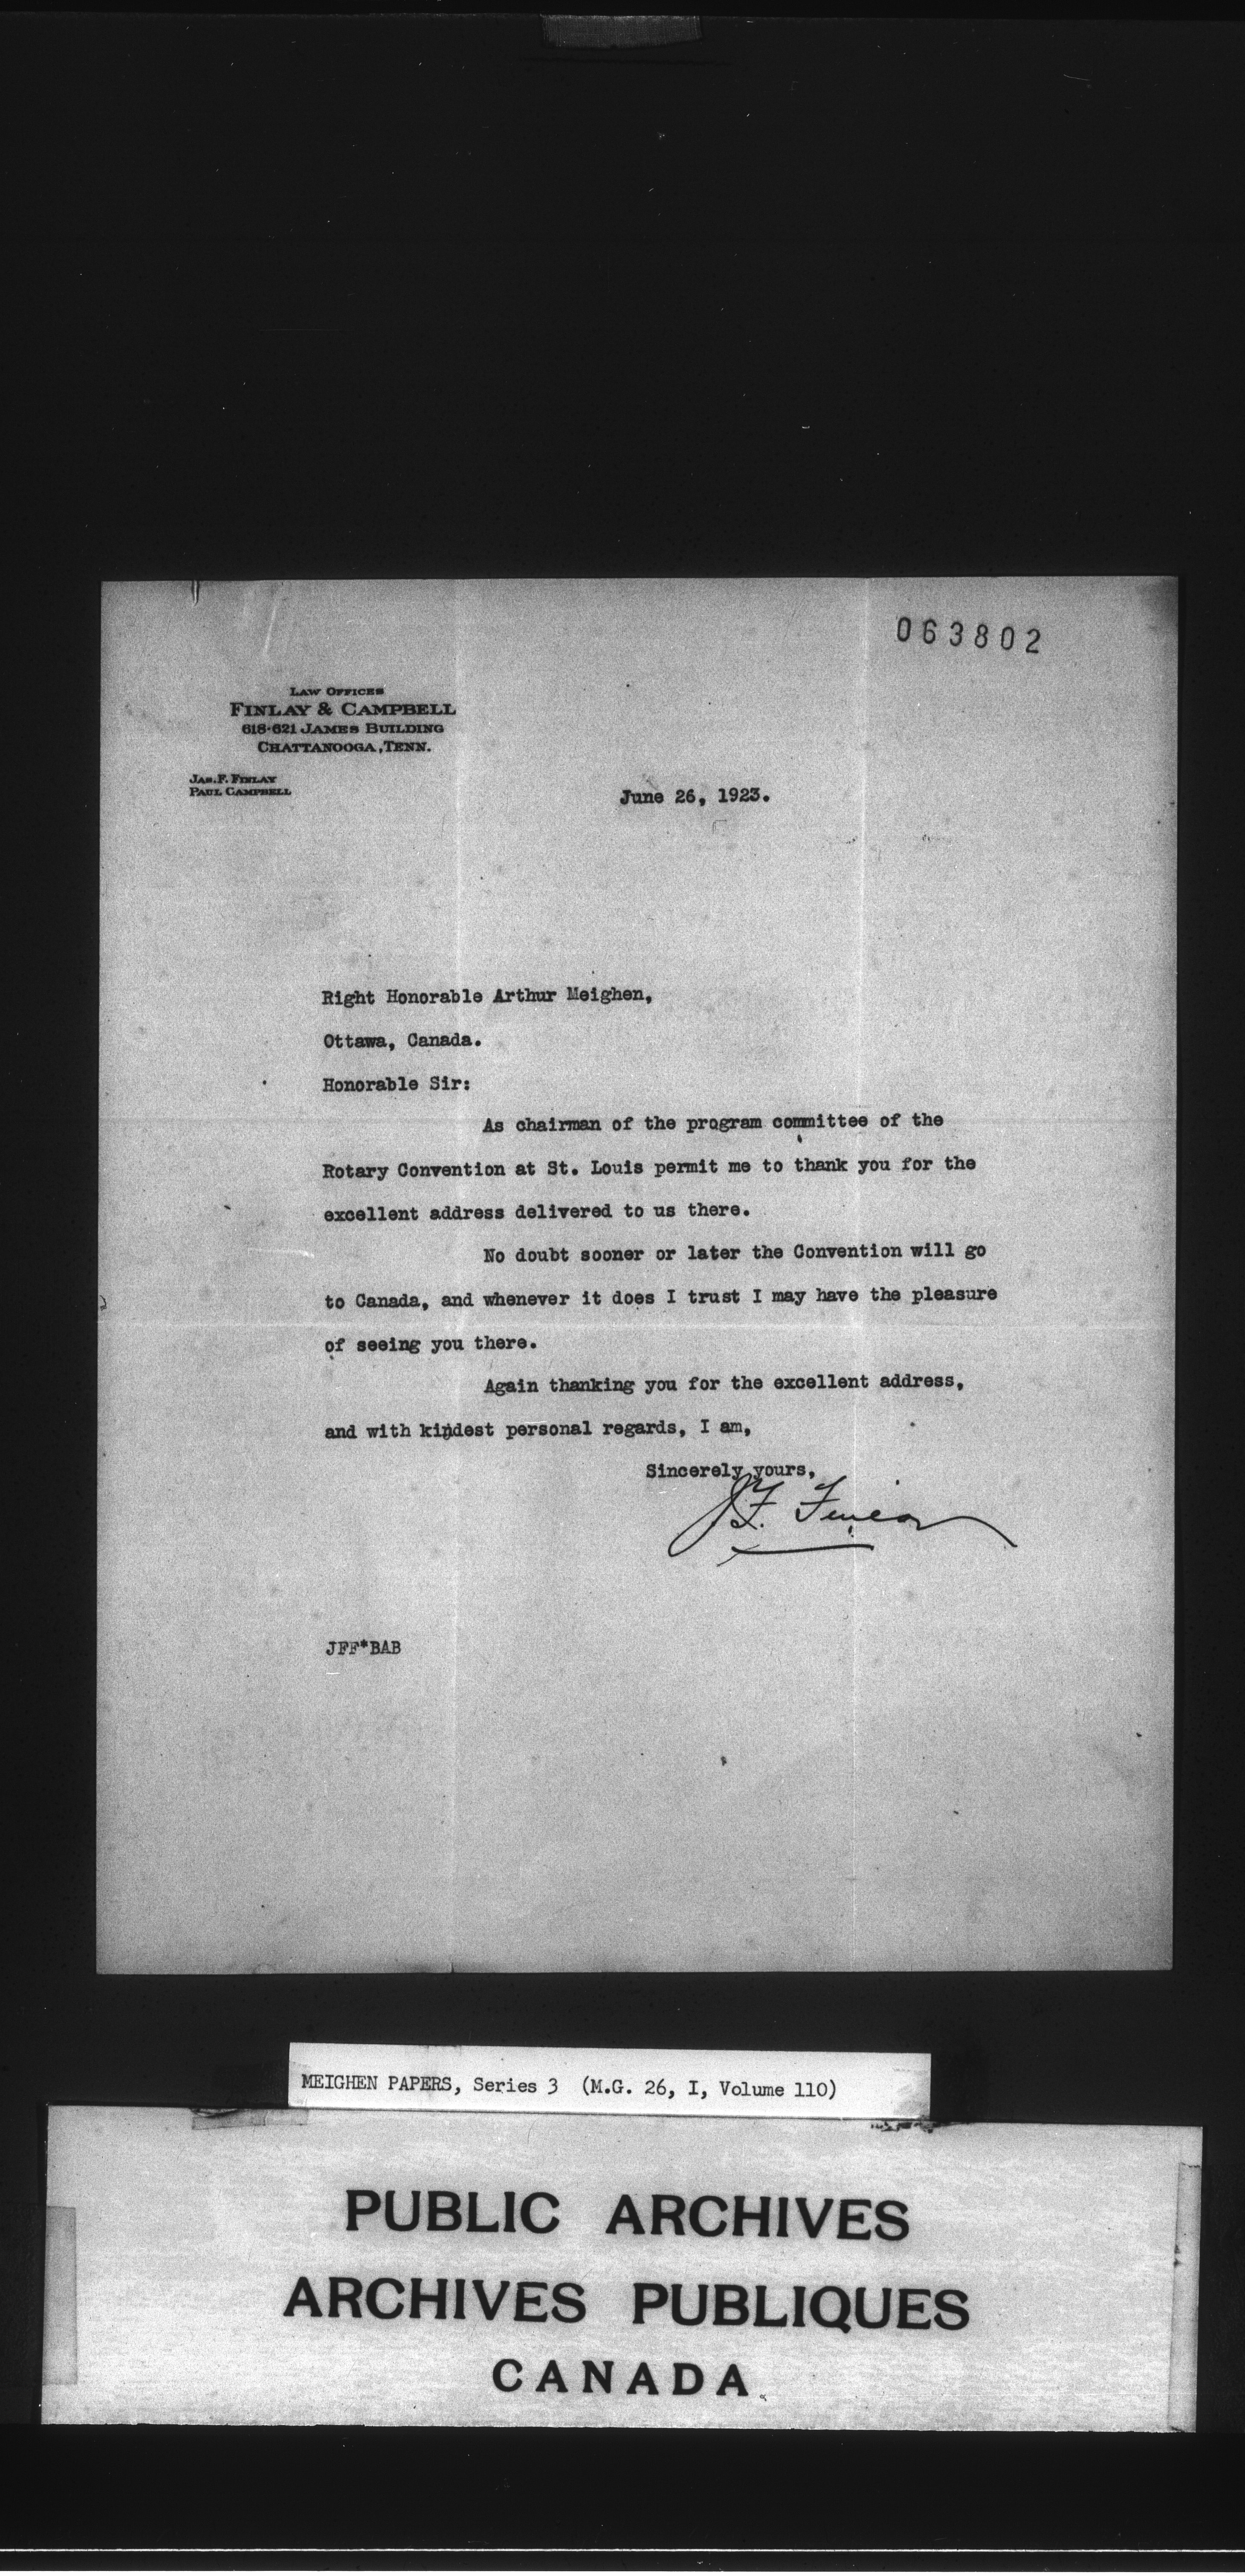 063802
LAW OFFICES
FINLAY & CAMPBELL
618-621 JAMES BUILDING
CHATTANOOGA, TENN.
JAS. F. FINLAY
PAUL CAMPBELL
June 26, 1923.
Right Honorable Arthur Meighen,
Ottawa, Canada.
Honorable Sir:
As chairman of the program committee of the
Rotary Convention at St. Louis permit me to thank you for the
excellent address delivered to us there.
No doubt sooner or later the Convention will go
to Canada, and whenever it does I trust I may have the pleasure
of seeing you there.
Again thanking you for the excellent address,
and with kindest personal regards, I am,
Sincerely yours,
J.F. Finlay
JFF*BAB
MEIGHEN PAPERS, Series 3 (M.G. 26, I, Volume 110)
PUBLIC ARCHIVES
ARCHIVES PUBLIQUES
CANADA